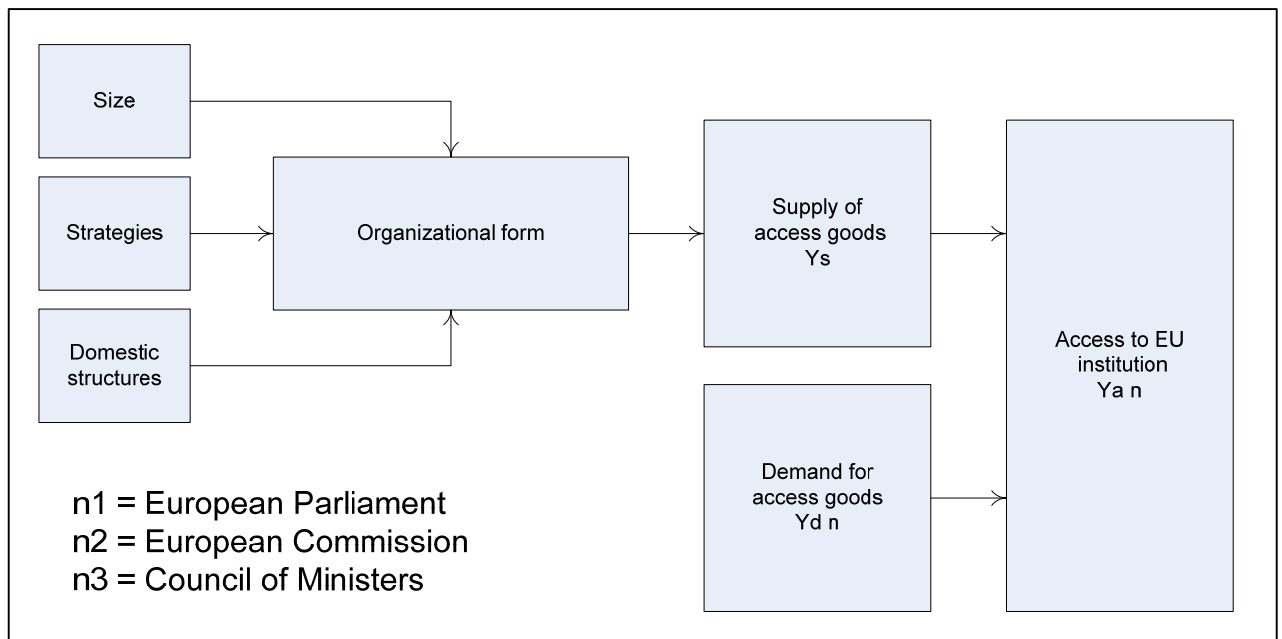 Size
Strategies
Domestic
structures
Organizational form
Supply of
access goods
Ys
Demand for
access goods
Yd n
Access to EU
institution
Ya n
n1 = European Parliament
n2 = European Commission
n3 = Council of Ministers